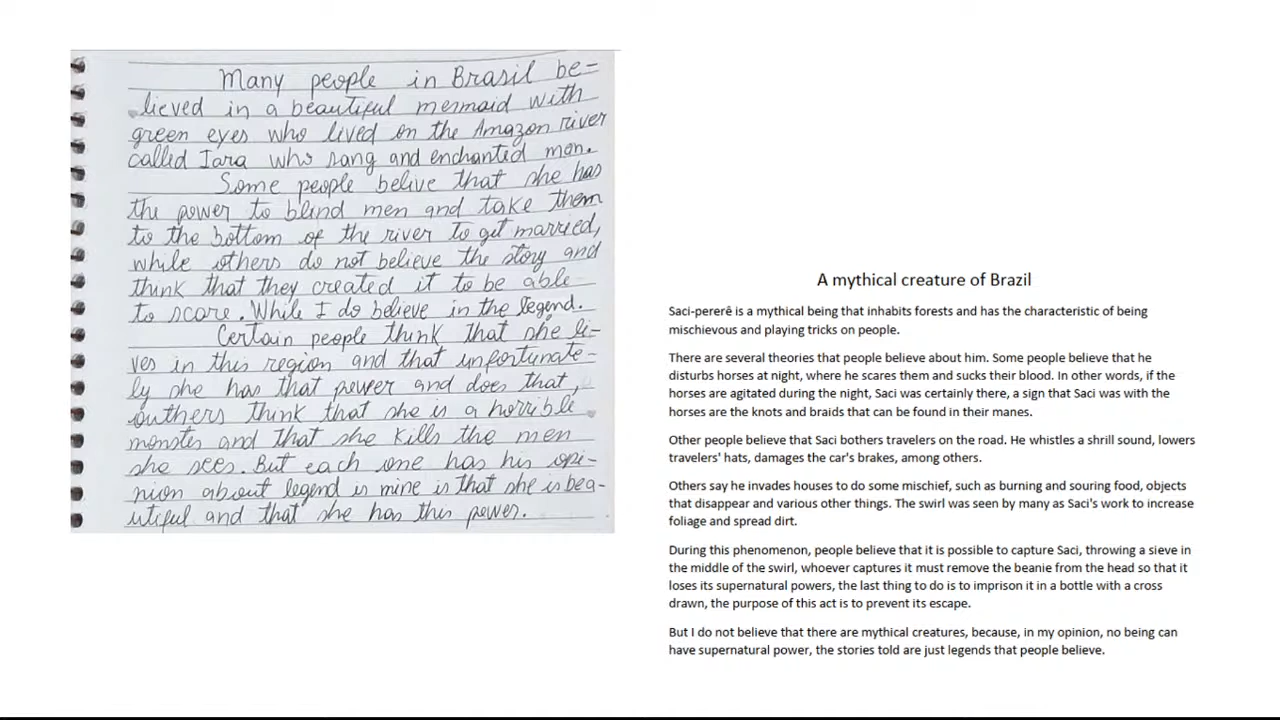 Many people in Brasil be-
lieved in a beautiful mermaid with
green eyes who lived on the Amazon river
called Iara who sang and enchanted men.
Some people belive that she has
the power to blind men and take them
to the bottom of the river to get married,
while others do not believe the story and
think that they created it to be able
to scare. While I do believe in the legend.
Certain people think that she li-
ves in this region and that unfortunate-
ly she has that power and does that,
outhers think that she is a horrible
monster and that she kills the men
she sees. But each one has his opi-
nion about legend is mine is that she is bea-
utiful and that she has this power.
A mythical creature of Brazil
Saci-pererê is a mythical being that inhabits forests and has the characteristic of being
mischievous and playing tricks on people.
There are several theories that people believe about him. Some people believe that he
disturbs horses at night, where he scares them and sucks their blood. In other words, if the
horses are agitated during the night, Saci was certainly there, a sign that Saci was with the
horses are the knots and braids that can be found in their manes.
Other people believe that Saci bothers travelers on the road. He whistles a shrill sound, lowers
travelers' hats, damages the car's brakes, among others.
Others say he invades houses to do some mischief, such as burning and souring food, objects
that disappear and various other things. The swirl was seen by many as Saci's work to increase
foliage and spread dirt.
During this phenomenon, people believe that it is possible to capture Saci, throwing a sieve in
the middle of the swirl, whoever captures it must remove the beanie from the head so that it
loses its supernatural powers, the last thing to do is to imprison it in a bottle with a cross
drawn, the purpose of this act is to prevent its escape.
But I do not believe that there are mythical creatures, because, in my opinion, no being can
have supernatural power, the stories told are just legends that people believe.